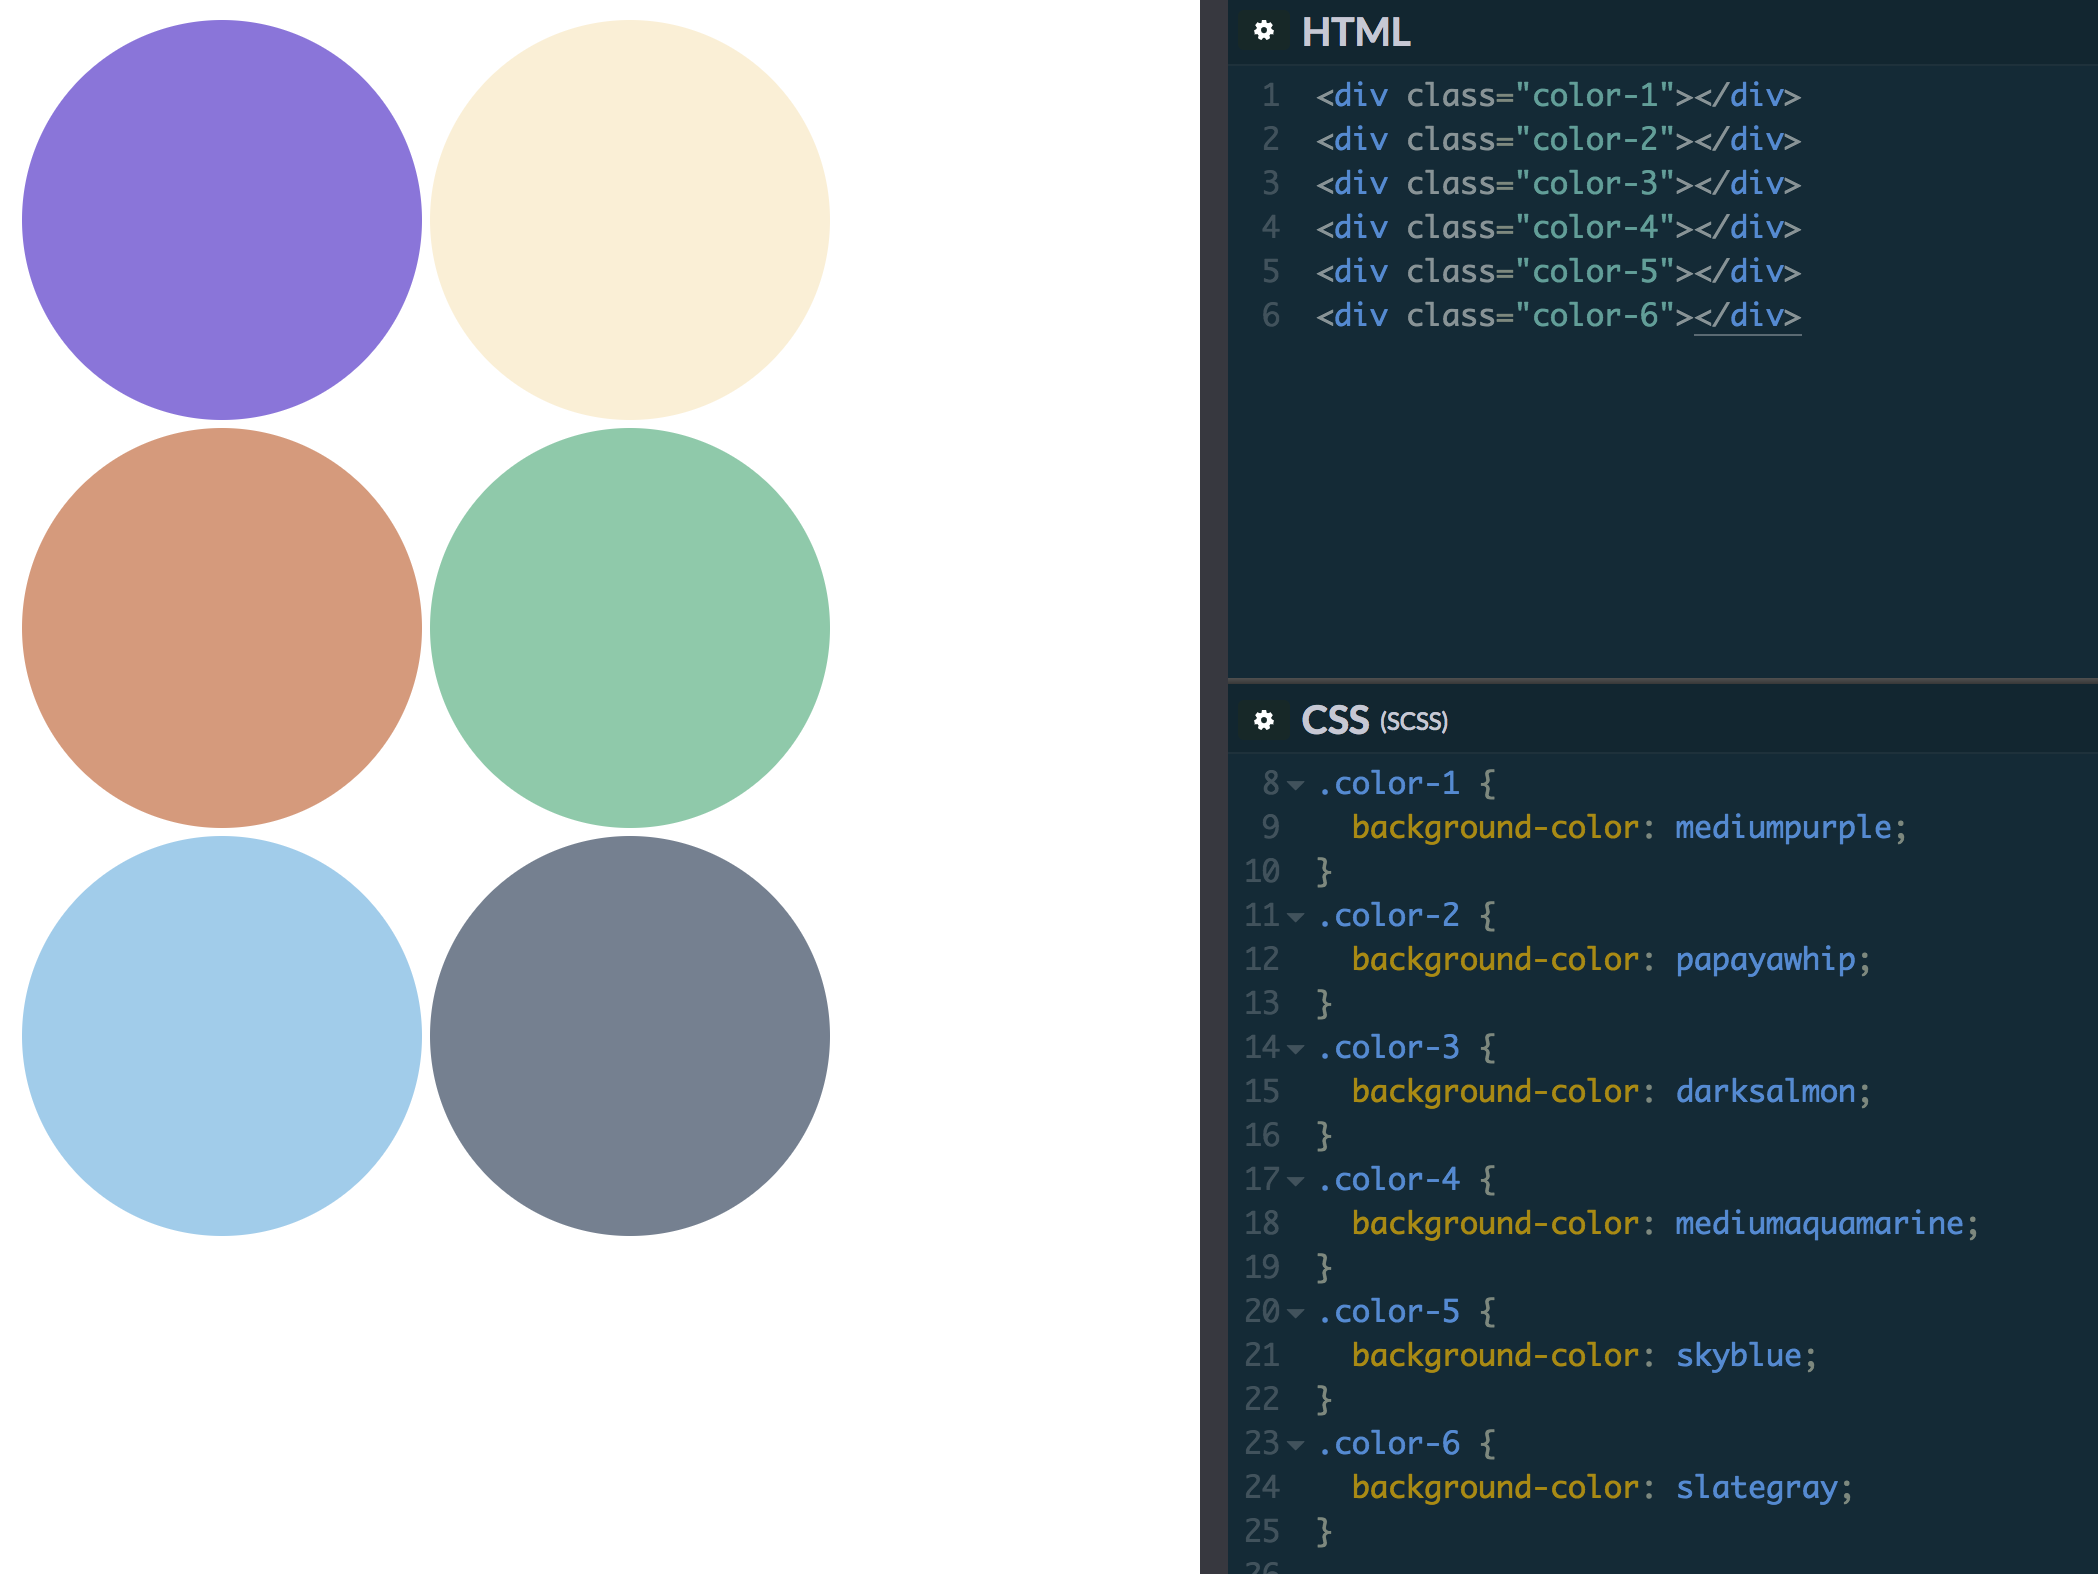 HTML
1 <div class="color-1"></div>
2 <div class="color-2"></div>
3 <div class="color-3"></div>
4 <div class="color-4"></div>
5 <div class="color-5"></div>
6 <div class="color-6"></div>
CSS (SCSS)
8 .color-1 {
9 background-color: mediumpurple;
10 }
11 .color-2 {
12 background-color: papayawhip;
13 }
14 .color-3 {
15 background-color: darksalmon;
16 }
17 .color-4 {
18 background-color: mediumaquamarine;
19 }
20 .color-5 {
21 background-color: skyblue;
22 }
23 .color-6 {
24 background-color: slategray;
25 }
26